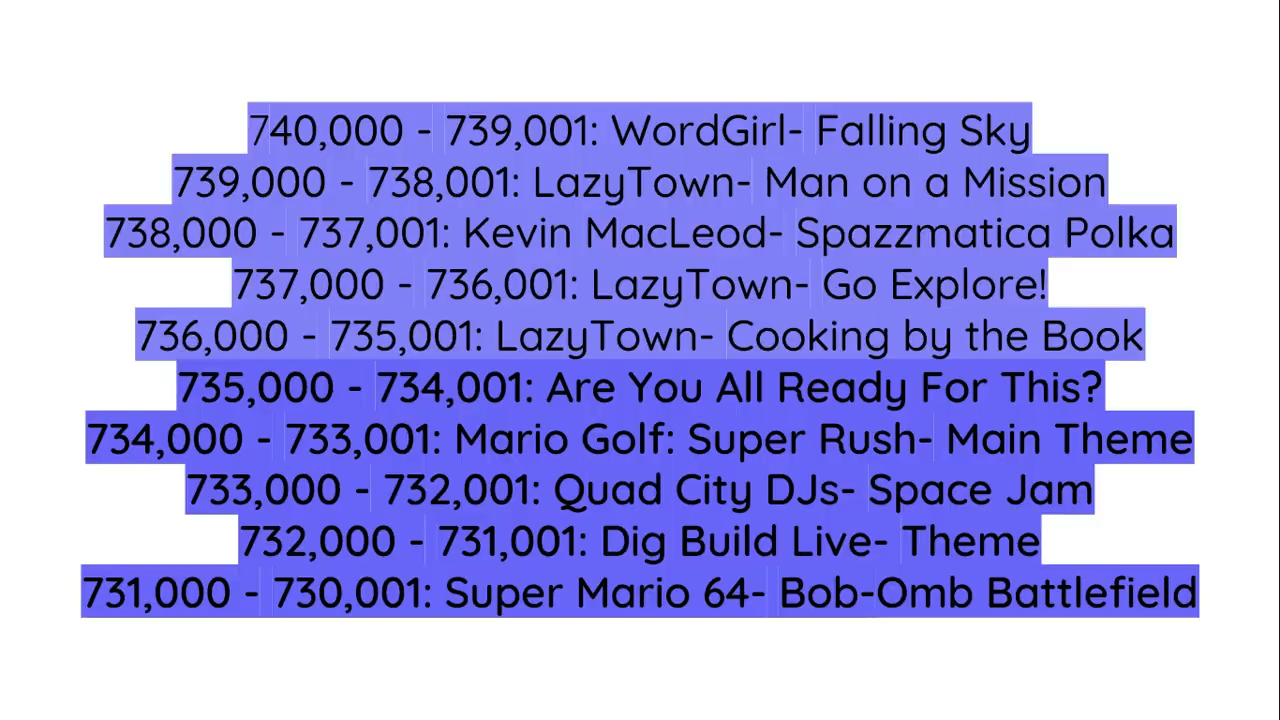 740,000 - 739,001: WordGirl- Falling Sky
739,000 - 738,001: LazyTown- Man on a Mission
738,000 - 737,001: Kevin MacLeod- Spazzmatica Polka
737,000 - 736,001: LazyTown- Go Explore!
736,000 - 735,001: LazyTown- Cooking by the Book
735,000 - 734,001: Are You All Ready For This?
734,000 - 733,001: Mario Golf: Super Rush- Main Theme
733,000 - 732,001: Quad City DJs- Space Jam
732,000 - 731,001: Dig Build Live- Theme
731,000 - 730,001: Super Mario 64- Bob-Omb Battlefield